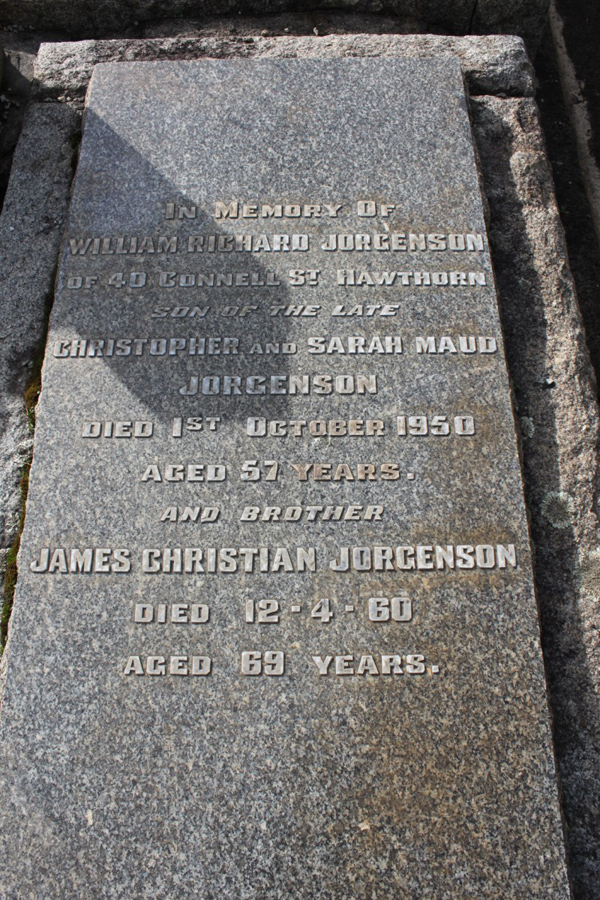 In Memory Of
WILLIAM RICHARD JORGENSON
OF 40 CONNELL ST HAWTHORN
SON OF THE LATE
CHRISTOPHER AND SARAH MAUD
JORGENSON
DIED 1ST OCTOBER 1950
AGED 57 YEARS.
AND BROTHER
JAMES CHRISTIAN JORGENSON
DIED 12-4-60
AGED 69 YEARS.